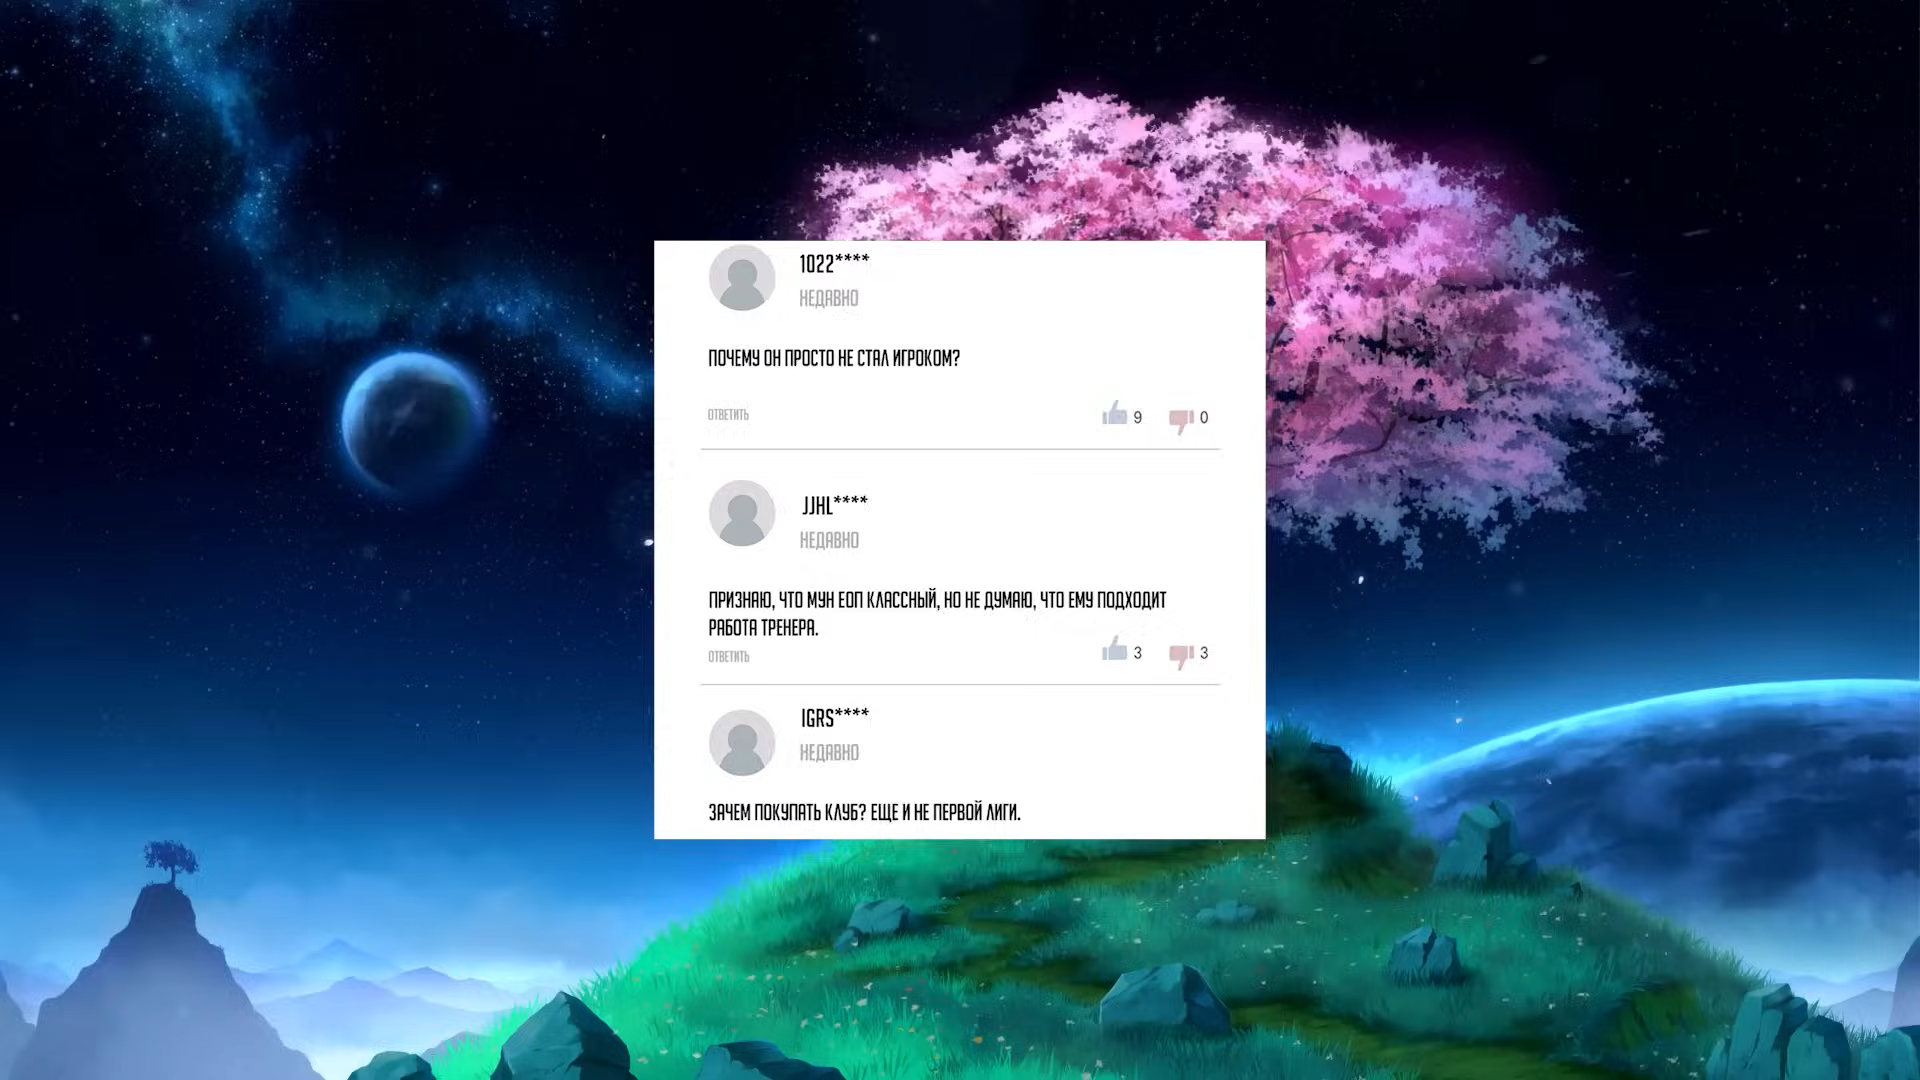 1022****
НЕДАВНО
ПОЧЕМУ ОН ПРОСТО НЕ СТАЛ ИГРОКОМ?
ОТВЕТИТЬ
9 0
JJHL****
НЕДАВНО
ПРИЗНАЮ, ЧТО МУН ЕОП КЛАССНЫЙ, НО НЕ ДУМАЮ, ЧТО ЕМУ ПОДХОДИТ
РАБОТА ТРЕНЕРА.
ОТВЕТИТЬ
3 3
IGRS****
НЕДАВНО
ЗАЧЕМ ПОКУПАТЬ КЛУБ? ЕЩЕ И НЕ ПЕРВОЙ ЛИГИ.